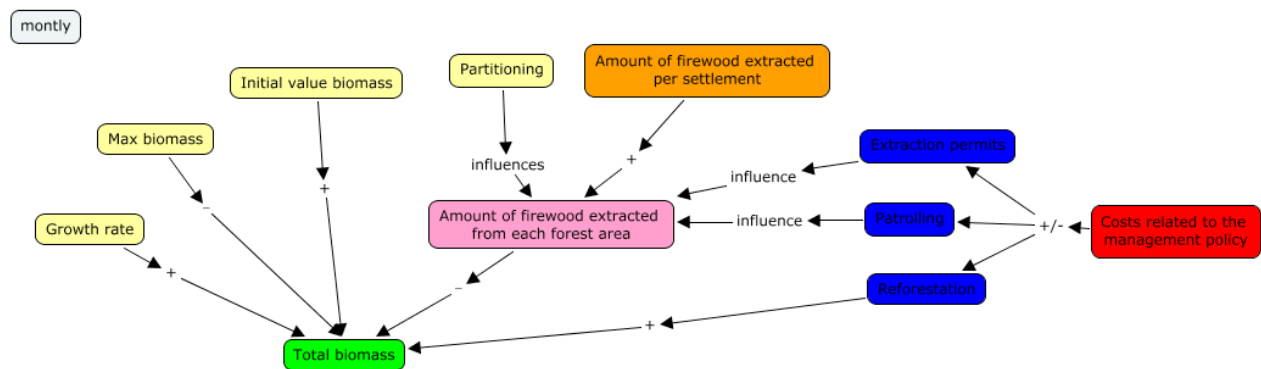 montly
Amount of firewood extracted
per settlement
Partitioning
Initial value biomass
Max biomass
Extraction permits
influences
+
influence
+
−
Amount of firewood extracted
from each forest area
influence
Patrolling
+/-
Costs related to the
management policy
Growth rate
+
−
Reforestation
+
Total biomass